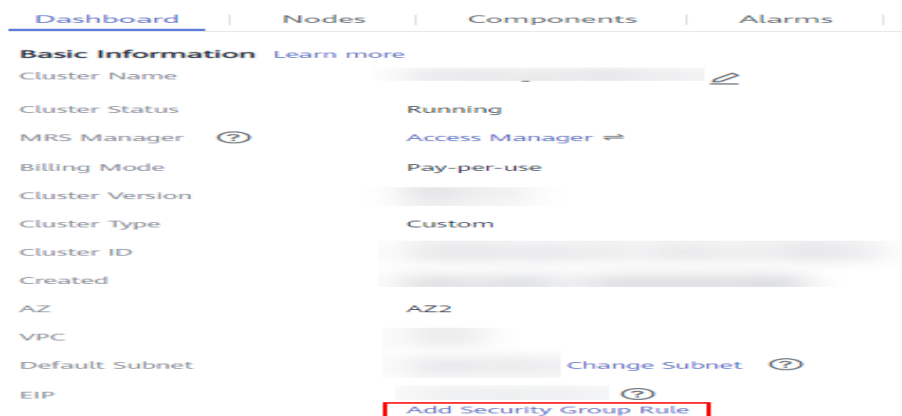 Dashboard | Nodes | Components | Alarms |
Basic Information Learn more
Cluster Name
Cluster Status Running
MRS Manager ? Access Manager ⇌
Billing Mode Pay-per-use
Cluster Version
Cluster Type Custom
Cluster ID
Created
AZ AZ2
VPC
Default Subnet Change Subnet ?
EIP ?
Add Security Group Rule